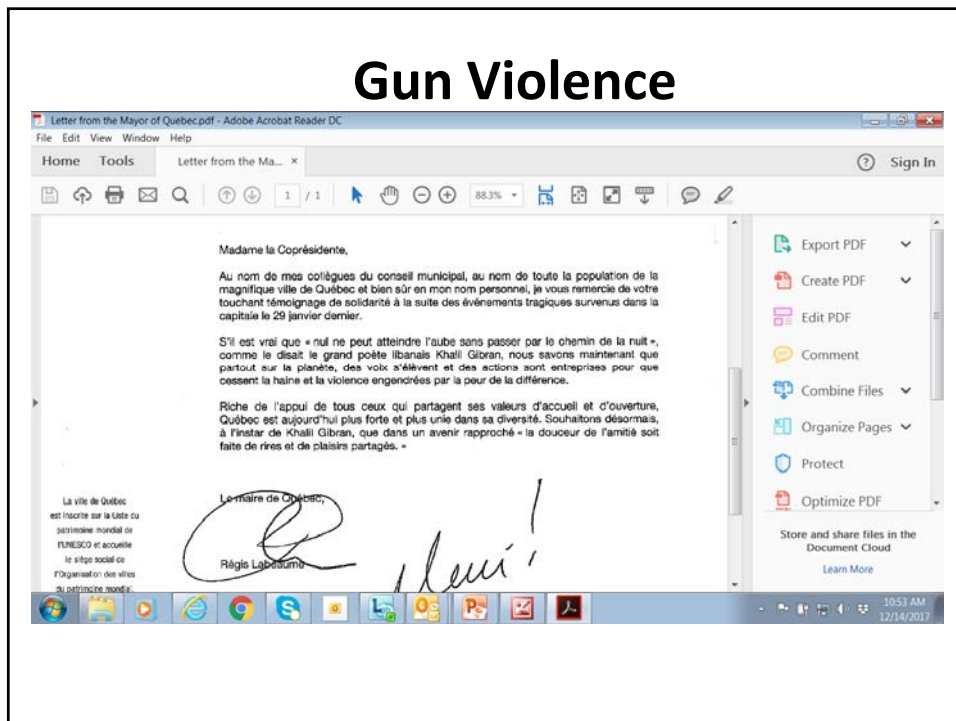 Gun Violence
Letter from the Mayor of Quebec.pdf - Adobe Acrobat Reader DC
File Edit View Window Help
Home Tools Letter from the Ma... × Sign In
1 / 1 88.3%
Madame la Coprésidente,
Au nom de mes collègues du conseil municipal, au nom de toute la population de la
magnifique ville de Québec et bien sûr en mon nom personnel, je vous remercie de votre
touchant témoignage de solidarité à la suite des événements tragiques survenus dans la
capitale le 29 janvier dernier.
S'il est vrai que « nul ne peut atteindre l'aube sans passer par le chemin de la nuit »,
comme le disait le grand poète libanais Khalil Gibran, nous savons maintenant que
partout sur la planète, des voix s'élèvent et des actions sont entreprises pour que
cessent la haine et la violence engendrées par la peur de la différence.
Riche de l'appui de tous ceux qui partagent ses valeurs d'accueil et d'ouverture,
Québec est aujourd'hui plus forte et plus unie dans sa diversité. Souhaitons désormais,
à l'instar de Khalil Gibran, que dans un avenir rapproché « la douceur de l'amitié soit
faite de rires et de plaisirs partagés. »
Le maire de Québec,
Régis Labeaume
Merci!
La ville de Québec
est inscrite sur la Liste du
patrimoine mondial de
l'UNESCO et accueille
le siège social de
l'Organisation des villes
du patrimoine mondial.
Export PDF
Create PDF
Edit PDF
Comment
Combine Files
Organize Pages
Protect
Optimize PDF
Store and share files in the
Document Cloud
Learn More
10:53 AM
12/14/2017